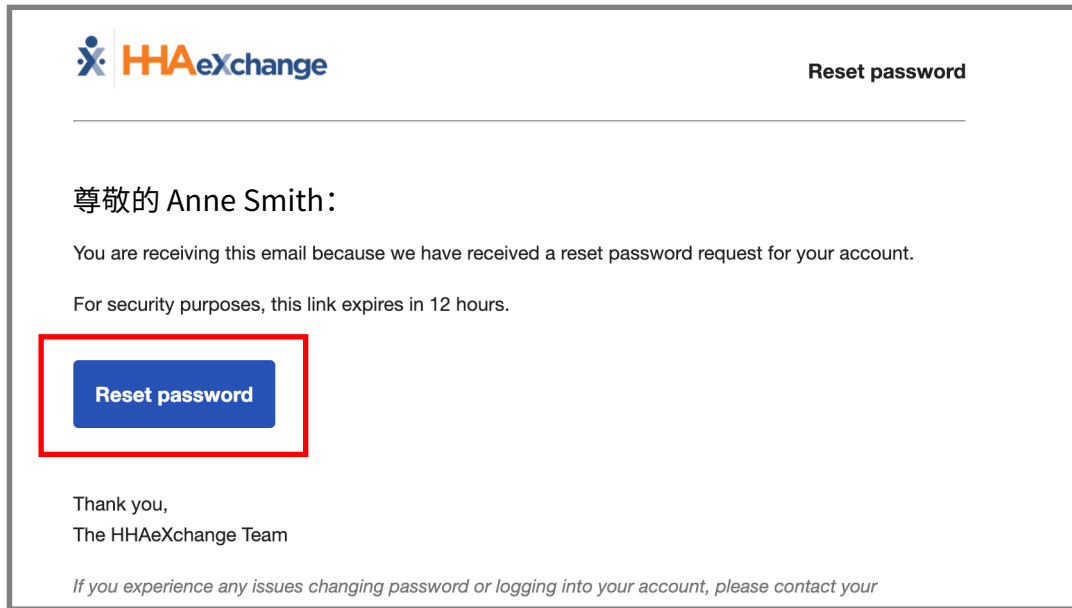 HHAeXchange
Reset password
尊敬的 Anne Smith：
You are receiving this email because we have received a reset password request for your account.
For security purposes, this link expires in 12 hours.
Reset password
Thank you,
The HHAeXchange Team
If you experience any issues changing password or logging into your account, please contact your